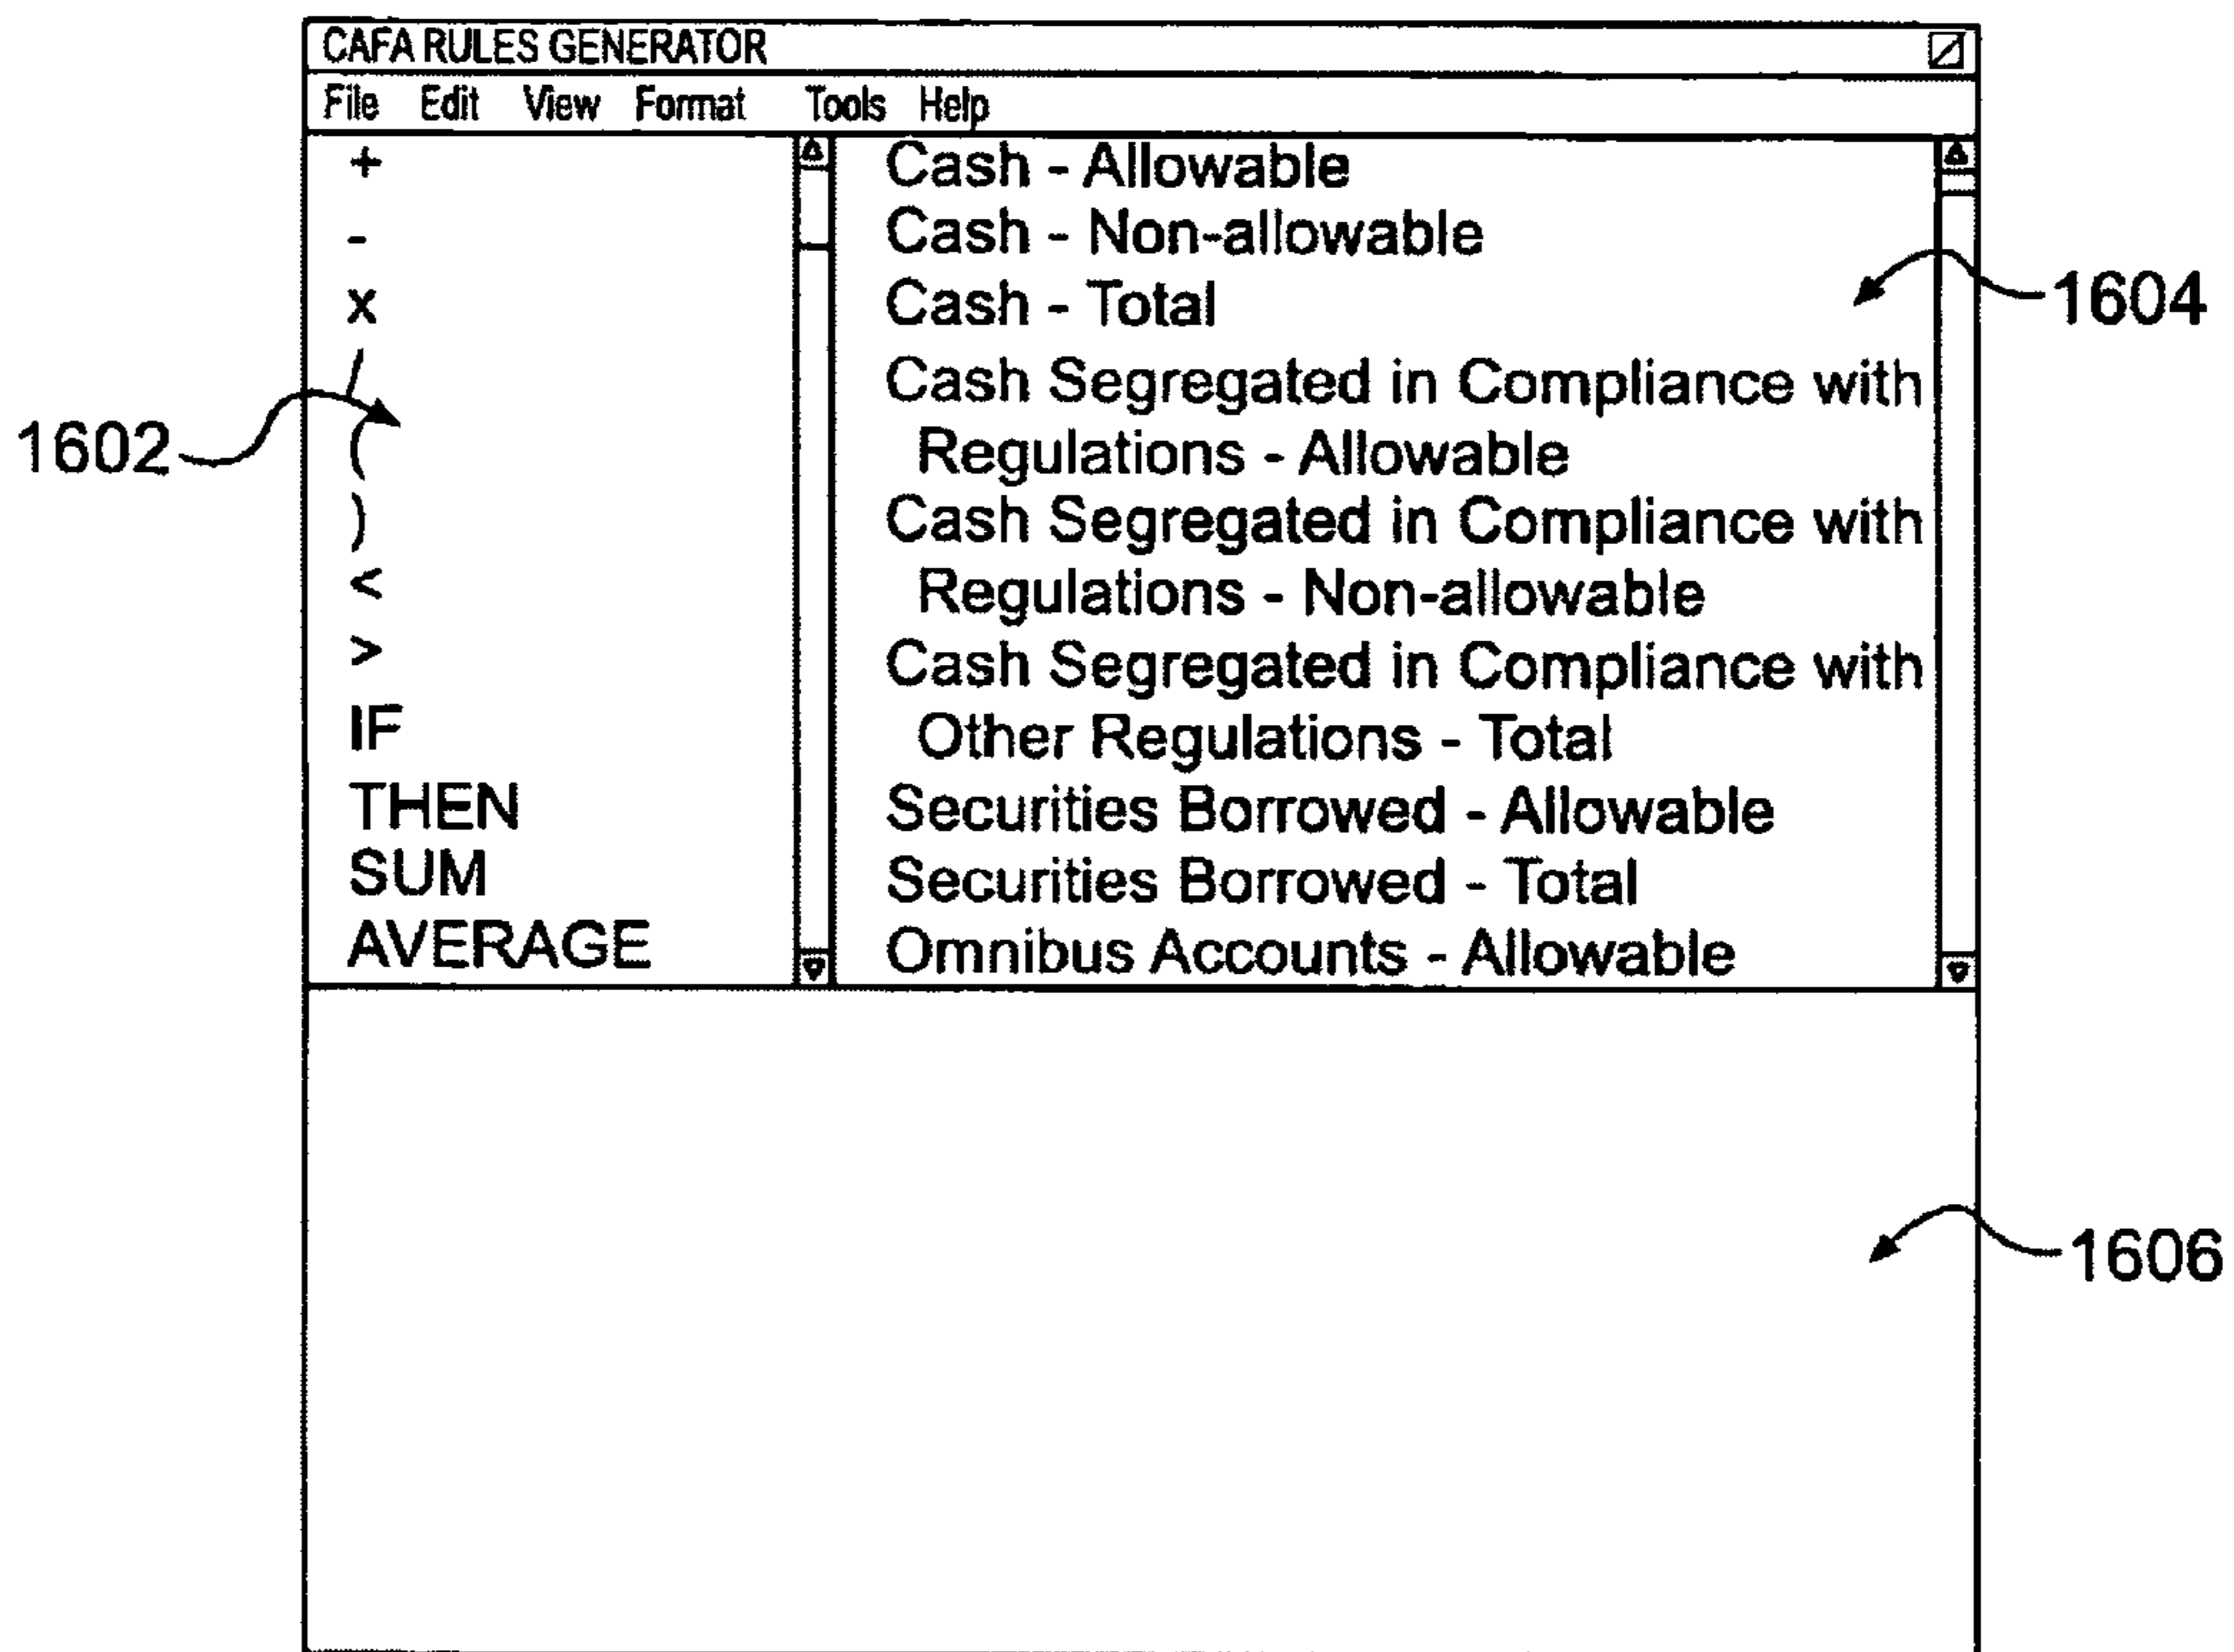 CAFA RULES GENERATOR
File Edit View Format Tools Help
+
-
x
/
(
)
<
>
IF
THEN
SUM
AVERAGE
Cash - Allowable
Cash - Non-allowable
Cash - Total
Cash Segregated in Compliance with
Regulations - Allowable
Cash Segregated in Compliance with
Regulations - Non-allowable
Cash Segregated in Compliance with
Other Regulations - Total
Securities Borrowed - Allowable
Securities Borrowed - Total
Omnibus Accounts - Allowable
1602
1604
1606